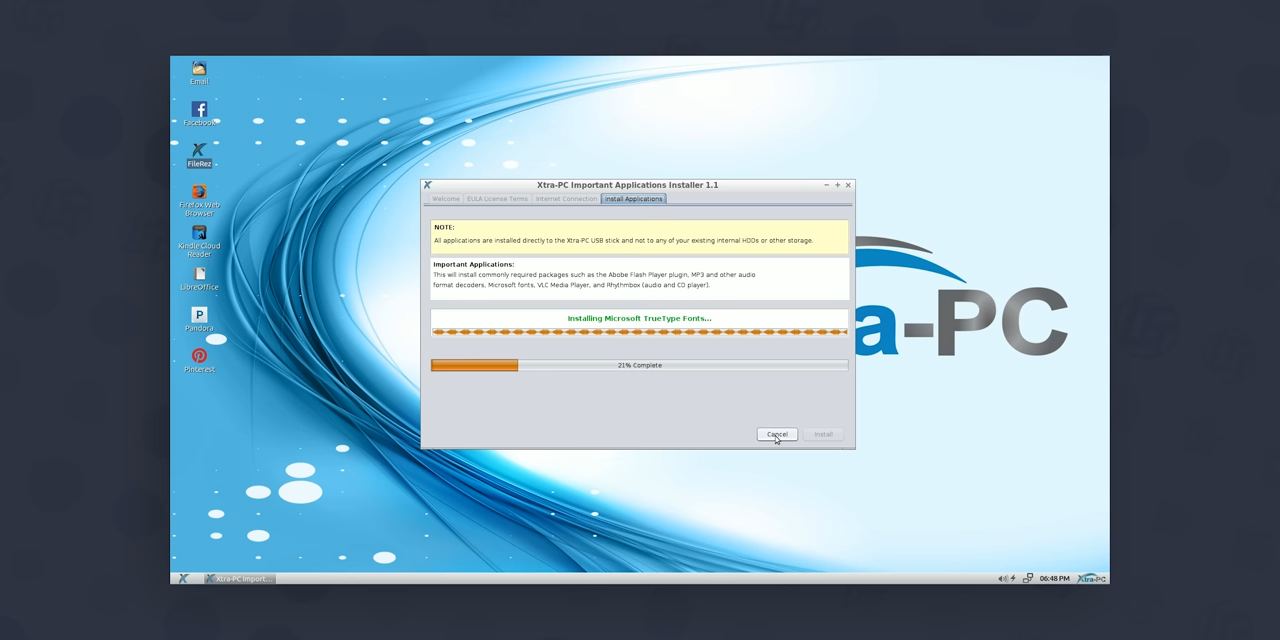 Email
Facebook
FileRez
Firefox Web
Browser
Kindle Cloud
Reader
LibreOffice
Pandora
Pinterest
Xtra-PC Important Applications Installer 1.1
Welcome
EULA License Terms
Internet Connection
Install Applications
NOTE:
All applications are installed directly to the Xtra-PC USB stick and not to any of your existing internal HDDs or other storage.
Important Applications:
This will install commonly required packages such as the Abobe Flash Player plugin, MP3 and other audio
format decoders, Microsoft fonts, VLC Media Player, and Rhythmbox (audio and CD player).
Installing Microsoft TrueType Fonts...
21% Complete
Cancel
Install
a-PC
Xtra-PC Import...
06:48 PM
Xtra-PC